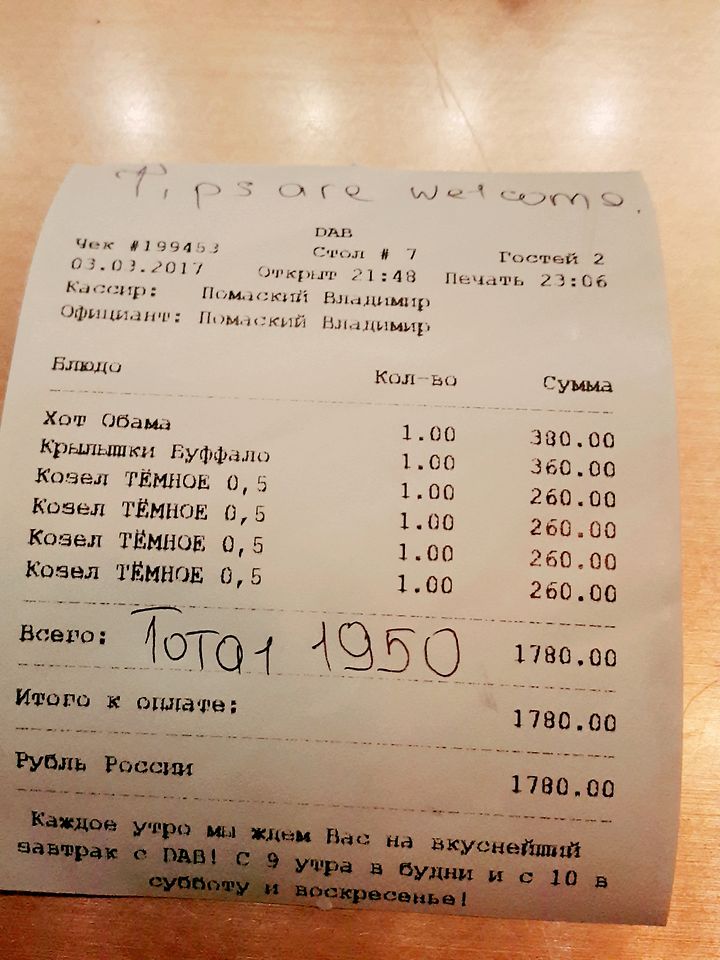 Tips are welcome.
DAB
Чек #199453 Стол # 7 Гостей 2
03.03.2017 Открыт 21:48 Печать 23:06
Кассир: Помаский Владимир
Официант: Помаский Владимир
Блюдо Кол-во Сумма
Хот Обама 1.00 380.00
Крылышки Буффало 1.00 360.00
Козел ТЁМНОЕ 0,5 1.00 260.00
Козел ТЁМНОЕ 0,5 1.00 260.00
Козел ТЁМНОЕ 0,5 1.00 260.00
Козел ТЁМНОЕ 0,5 1.00 260.00
Всего: Total 1950 1780.00
Итого к оплате: 1780.00
Рубль России 1780.00
Каждое утро мы ждем Вас на вкуснейший
завтрак с DAB! С 9 утра в будни и с 10 в
субботу и воскресенье!